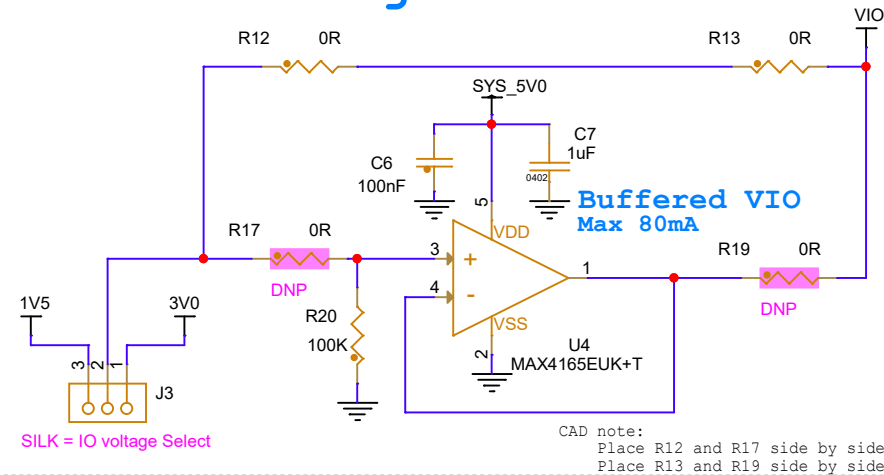 VIO
R12 0R
R13 0R
SYS_5V0
C6
100nF
C7
1uF
0402
Buffered VIO
Max 80mA
5
VDD
R17 0R
DNP
3
+
4
-
1
R19 0R
DNP
VSS
2
U4
MAX4165EUK+T
R20
100K
1V5
3V0
3
2
1
J3
SILK = IO voltage Select
CAD note:
Place R12 and R17 side by side
Place R13 and R19 side by side